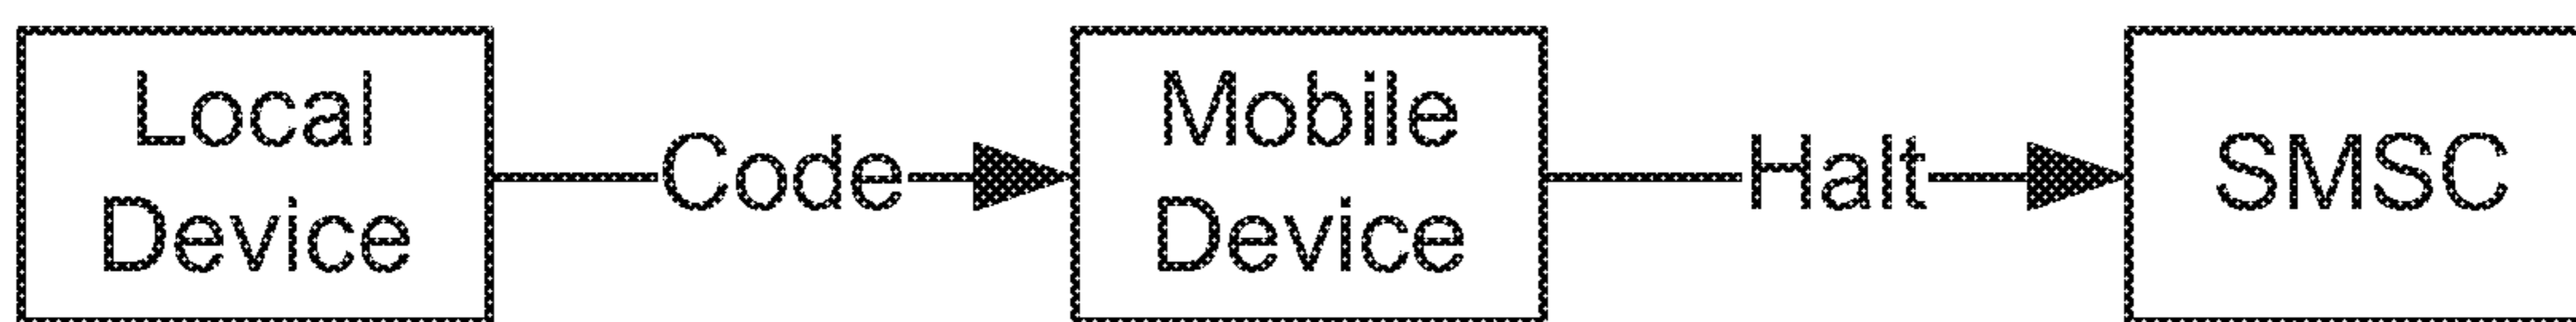 Local
Device
Code
Mobile
Device
Halt
SMSC